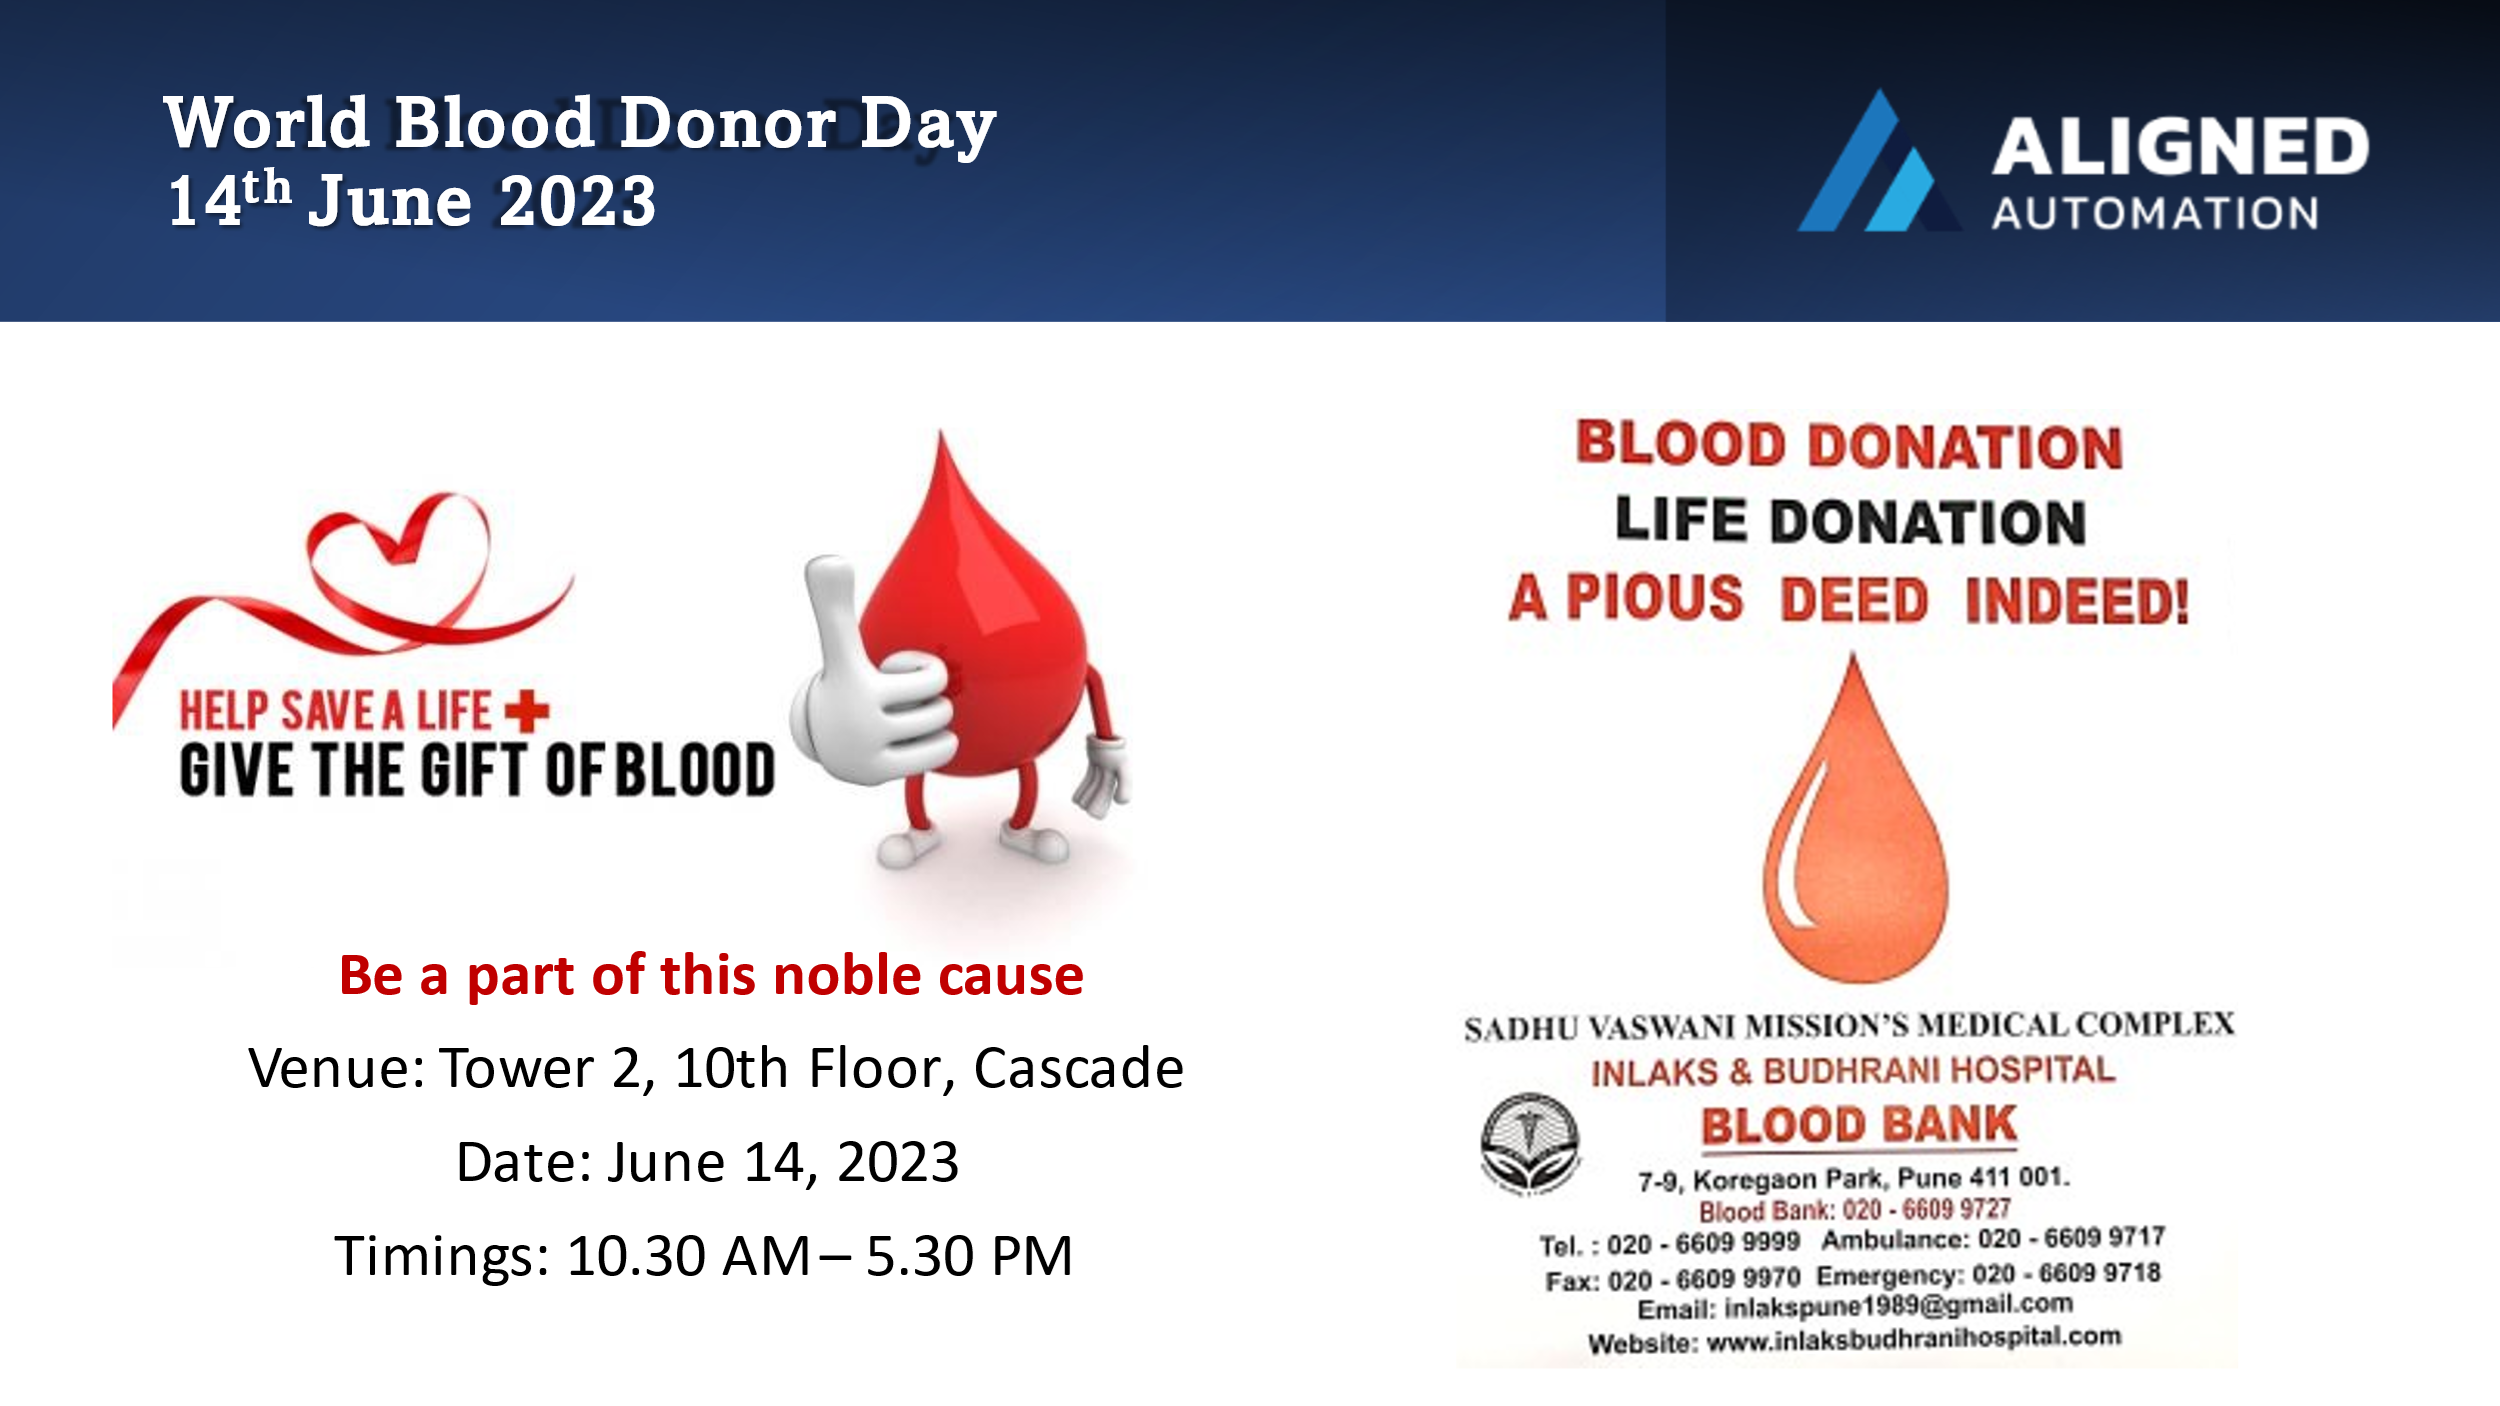 World Blood Donor Day
14th June 2023
ALIGNED
AUTOMATION
HELP SAVE A LIFE
GIVE THE GIFT OF BLOOD
Be a part of this noble cause
Venue: Tower 2, 10th Floor, Cascade
Date: June 14, 2023
Timings: 10.30 AM – 5.30 PM
BLOOD DONATION
LIFE DONATION
A PIOUS DEED INDEED!
SADHU VASWANI MISSION'S MEDICAL COMPLEX
INLAKS & BUDHRANI HOSPITAL
BLOOD BANK
7-9, Koregaon Park, Pune 411 001.
Blood Bank: 020 - 6609 9727
Tel. : 020 - 6609 9999 Ambulance: 020 - 6609 9717
Fax: 020 - 6609 9970 Emergency: 020 - 6609 9718
Email: inlakspune1989@gmail.com
Website: www.inlaksbudhranihospital.com